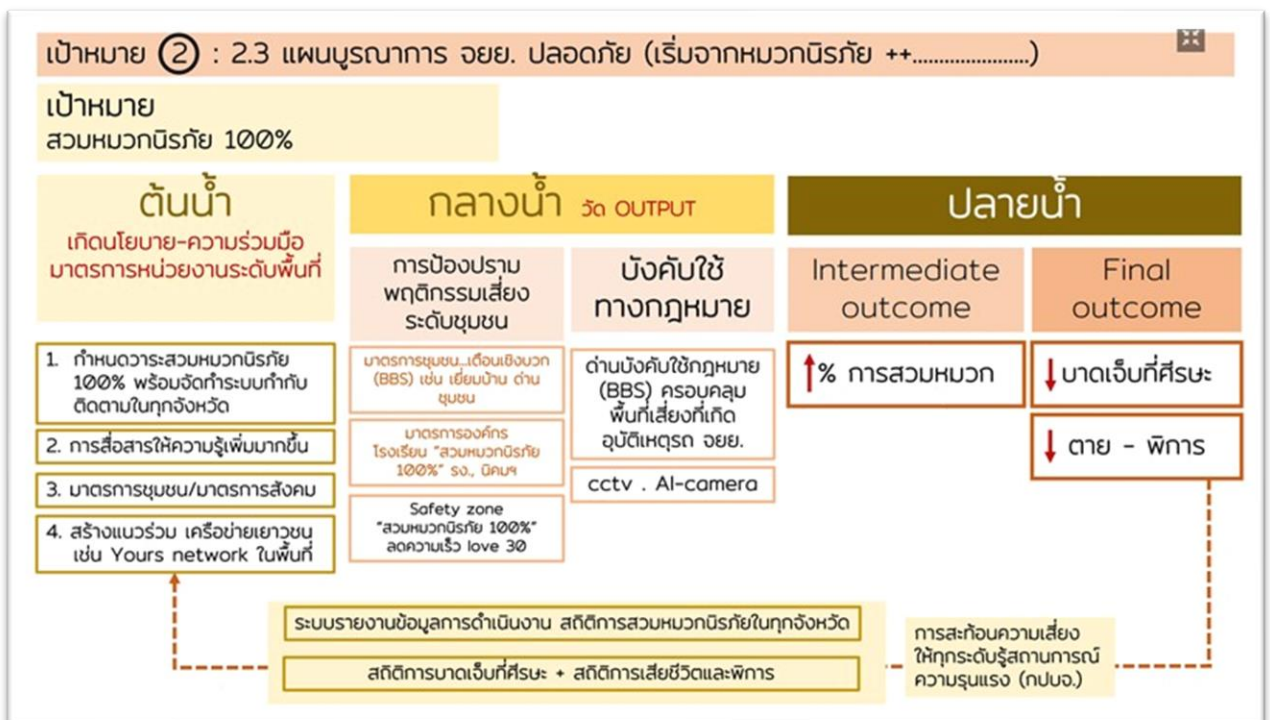 เป้าหมาย 2 : 2.3 แผนบูรณาการ จยย. ปลอดภัย (เริ่มจากหมวกนิรภัย ++.......................)
เป้าหมาย
สวมหมวกนิรภัย 100%
ต้นน้ำ
เกิดนโยบาย-ความร่วมมือ
มาตรการหน่วยงานระดับพื้นที่
1. กำหนดวาระสวมหมวกนิรภัย
100% พร้อมจัดทำระบบกำกับ
ติดตามในทุกจังหวัด
2. การสื่อสารให้ความรู้เพิ่มมากขึ้น
3. มาตรการชุมชน/มาตรการสังคม
4. สร้างแนวร่วม เครือข่ายเยาวชน
เช่น Yours network ในพื้นที่
กลางน้ำ วัด OUTPUT
การป้องปราม
พฤติกรรมเสี่ยง
ระดับชุมชน
มาตรการชุมชน...เตือนเชิงบวก
(BBS) เช่น เยี่ยมบ้าน ด่าน
ชุมชน
มาตรการองค์กร
โรงเรียน "สวมหมวกนิรภัย
100%" รง., นิคมฯ
Safety zone
"สวมหมวกนิรภัย 100%"
ลดความเร็ว love 30
บังคับใช้
ทางกฎหมาย
ด่านบังคับใช้กฎหมาย
(BBS) ครอบคลุม
พื้นที่เสี่ยงที่เกิด
อุบัติเหตุรถ จยย.
cctv . AI-camera
ปลายน้ำ
Intermediate
outcome
% การสวมหมวก
Final
outcome
บาดเจ็บที่ศีรษะ
ตาย - พิการ
ระบบรายงานข้อมูลการดำเนินงาน สถิติการสวมหมวกนิรภัยในทุกจังหวัด
สถิติการบาดเจ็บที่ศีรษะ + สถิติการเสียชีวิตและพิการ
การสะท้อนความเสี่ยง
ให้ทุกระดับรู้สถานการณ์
ความรุนแรง (กปบจ.)